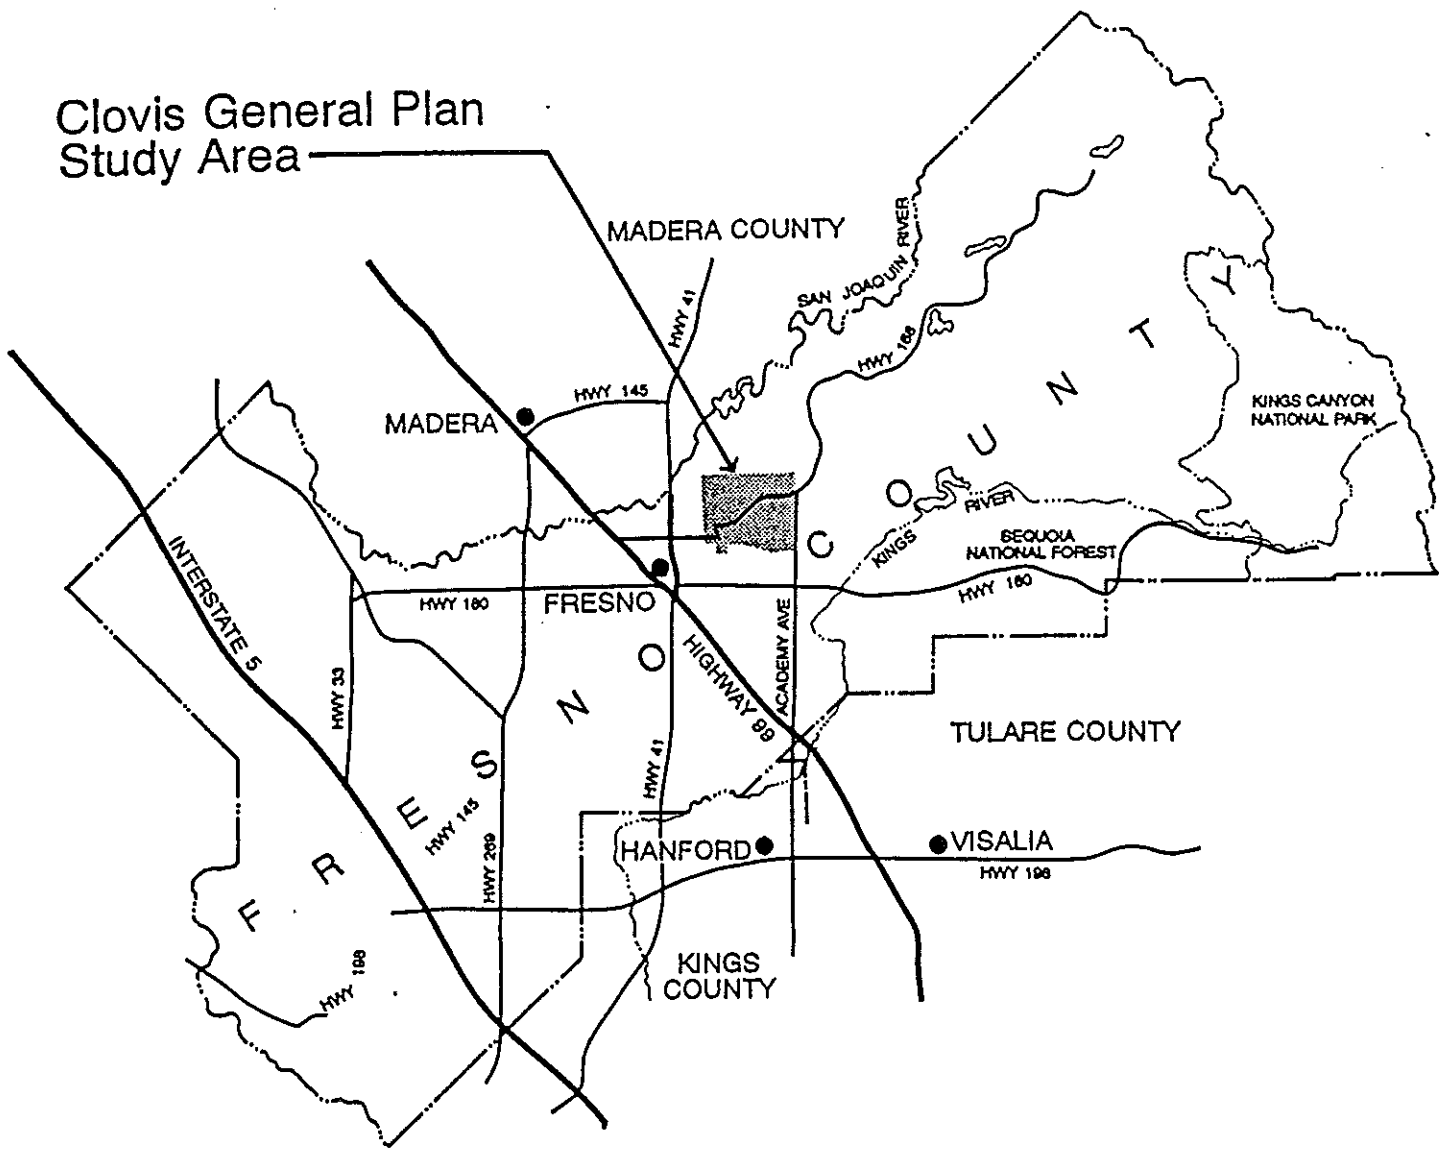 Clovis General Plan
Study Area
MADERA COUNTY
SAN JOAQUIN RIVER
HWY 41
HWY 168
HWY 145
MADERA
KINGS CANYON
NATIONAL PARK
INTERSTATE 5
KINGS RIVER
SEQUOIA
NATIONAL FOREST
HWY 180
FRESNO
HWY 180
HWY 33
HIGHWAY 99
ACADEMY AVE
TULARE COUNTY
HWY 41
HWY 145
HWY 269
HANFORD
VISALIA
HWY 198
FRESNO COUNTY
HWY 198
KINGS
COUNTY